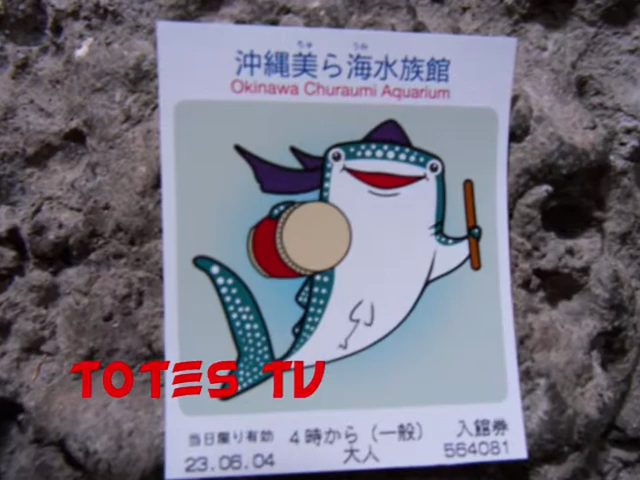 ちゅ うみ
沖縄美ら海水族館
Okinawa Churaumi Aquarium
TOTES TV
当日限り有効 4時から(一般) 入館券
23.06.04 大人 564081